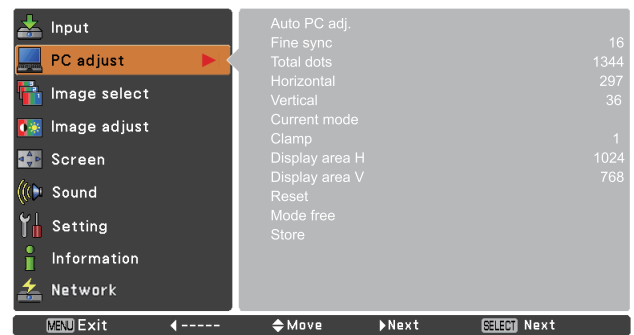 Input
PC adjust
Image select
Image adjust
Screen
Sound
Setting
Information
Network
Auto PC adj.
Fine sync 16
Total dots 1344
Horizontal 297
Vertical 36
Current mode
Clamp 1
Display area H 1024
Display area V 768
Reset
Mode free
Store
MENU Exit ◀----- Move ▶Next SELECT Next